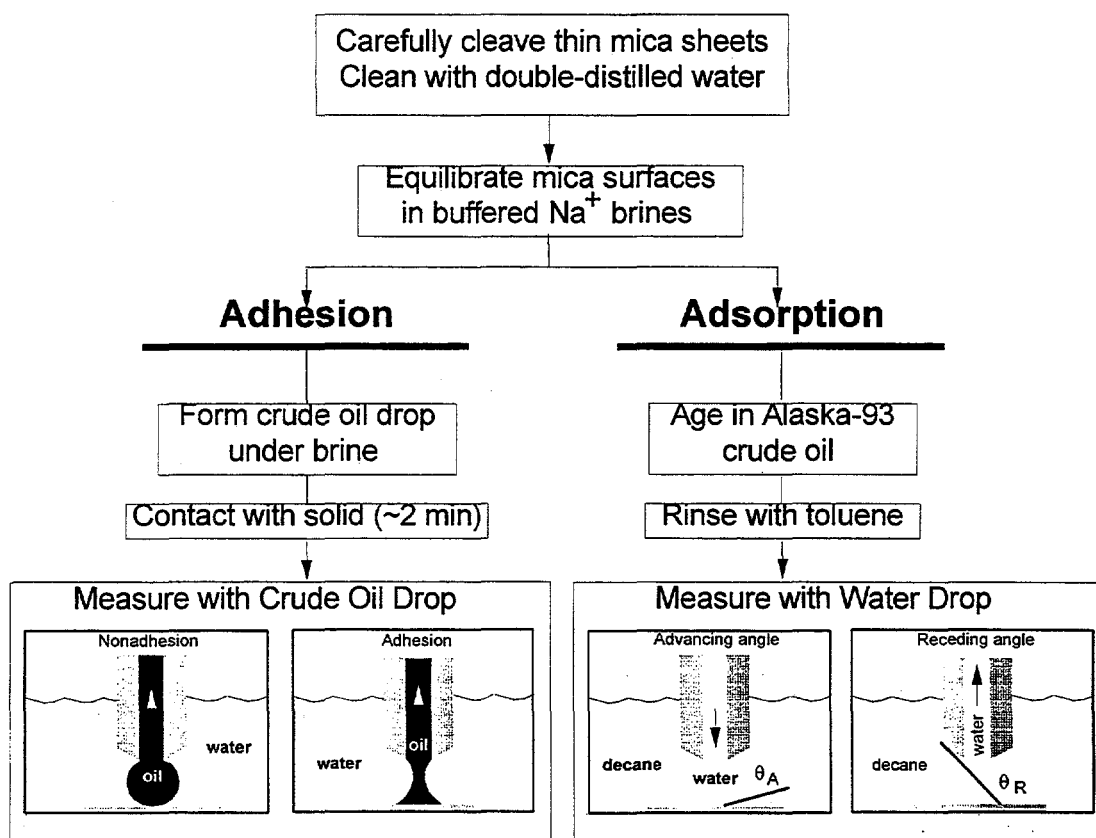 Carefully cleave thin mica sheets
Clean with double-distilled water
Equilibrate mica surfaces
in buffered Na+ brines
Adhesion
Adsorption
Form crude oil drop
under brine
Age in Alaska-93
crude oil
Contact with solid (~2 min)
Rinse with toluene
Measure with Crude Oil Drop
Nonadhesion
oil
water
Adhesion
oil
water
Measure with Water Drop
Advancing angle
decane
water
θA
Receding angle
water
decane
θR